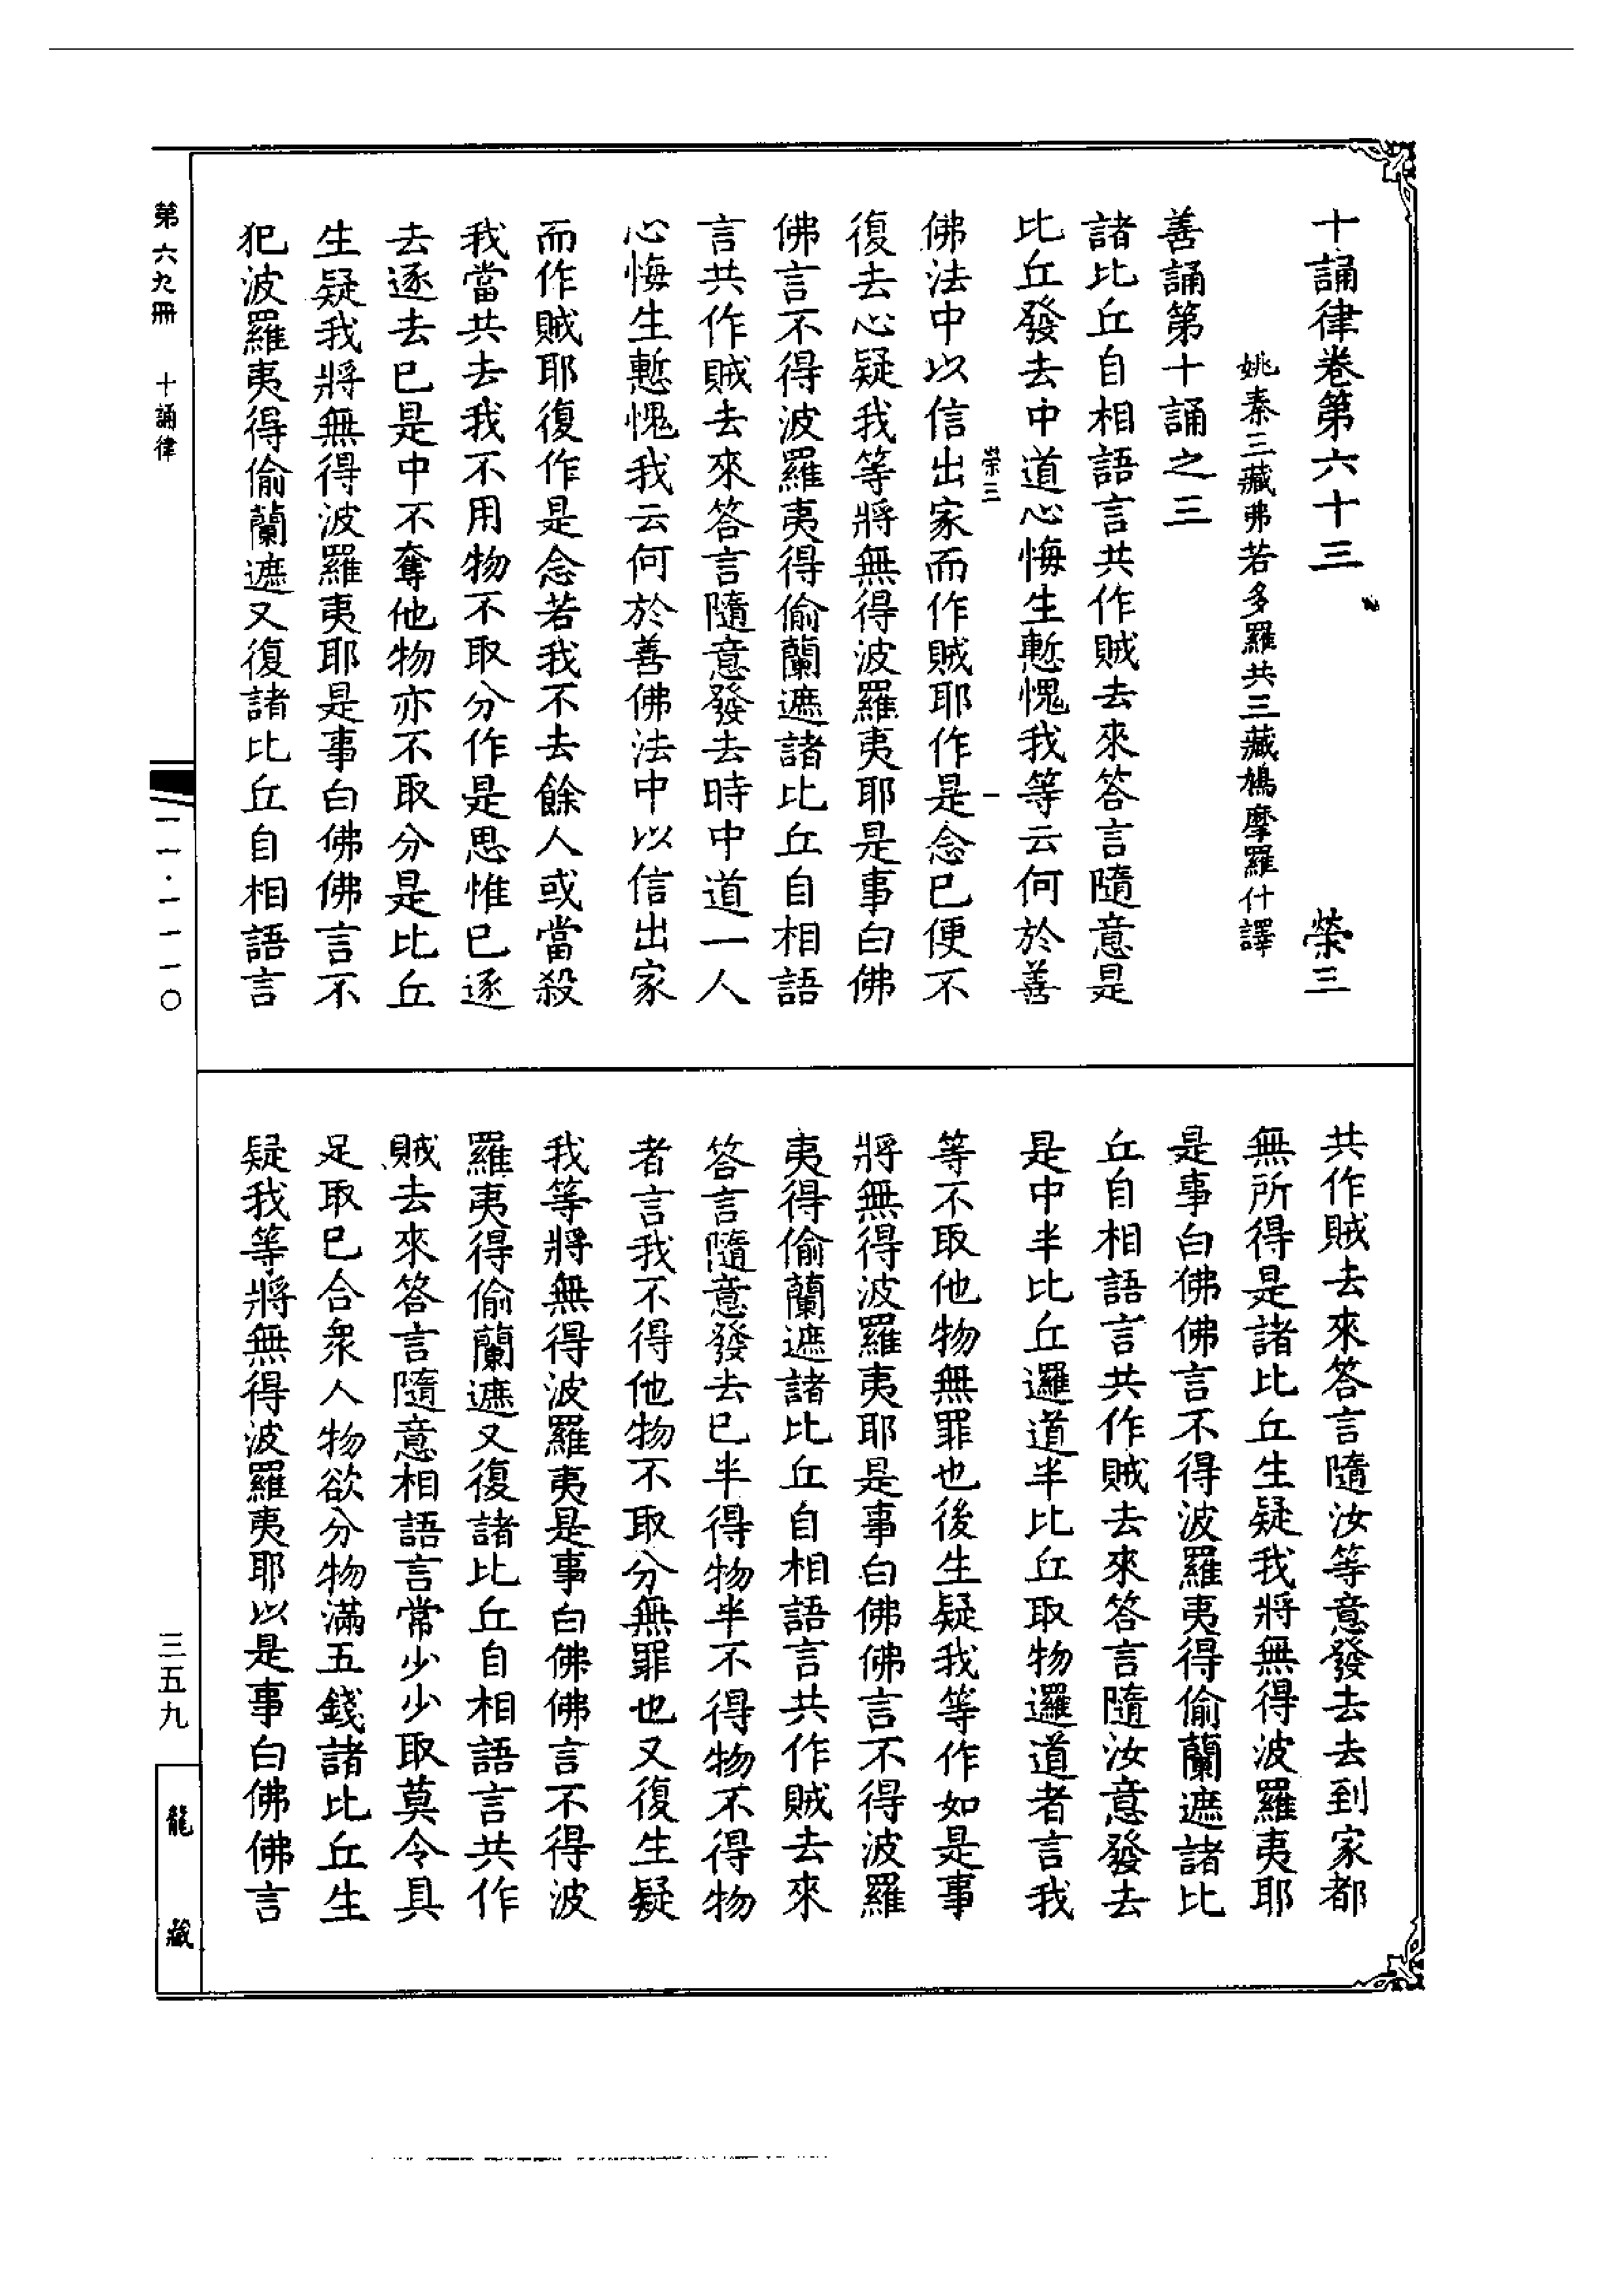 十誦律卷第六十三　榮三
姚秦三藏弗若多羅共三藏鳩摩羅什譯
善誦第十誦之三
諸比丘自相語言共作賊去來答言隨意是
比丘發去中道心悔生慙愧我等云何於善
榮三　一
佛法中以信出家而作賊耶作是念已便不
復去心疑我等將無得波羅夷耶是事白佛
佛言不得波羅夷得偷蘭遮諸比丘自相語
言共作賊去來答言隨意發去時中道一人
心悔生慙愧我云何於善佛法中以信出家
而作賊耶復作是念若我不去餘人或當殺
我當共去我不用物不取分作是思惟已逐
去逐去已是中不奪他物亦不取分是比丘
生疑我將無得波羅夷耶是事白佛佛言不
犯波羅夷得偷蘭遮又復諸比丘自相語言
共作賊去來答言隨汝等意發去去到家都
無所得是諸比丘生疑我將無得波羅夷耶
是事白佛佛言不得波羅夷得偷蘭遮諸比
丘自相語言共作賊去來答言隨汝意發去
是中半比丘邏道半比丘取物邏道者言我
等不取他物無罪也後生疑我等作如是事
將無得波羅夷耶是事白佛佛言不得波羅
夷得偷蘭遮諸比丘自相語言共作賊去來
答言隨意發去已半得物半不得物不得物
者言我不得他物不取分無罪也又復生疑
我等將無得波羅夷是事白佛佛言不得波
羅夷得偷蘭遮又復諸比丘自相語言共作
賊去來答言隨意相語言常少少取莫令具
足取已合衆人物欲分物滿五錢諸比丘生
疑我等將無得波羅夷耶以是事白佛佛言
第六九冊　十誦律
一一·一一一〇
三五九
龍藏